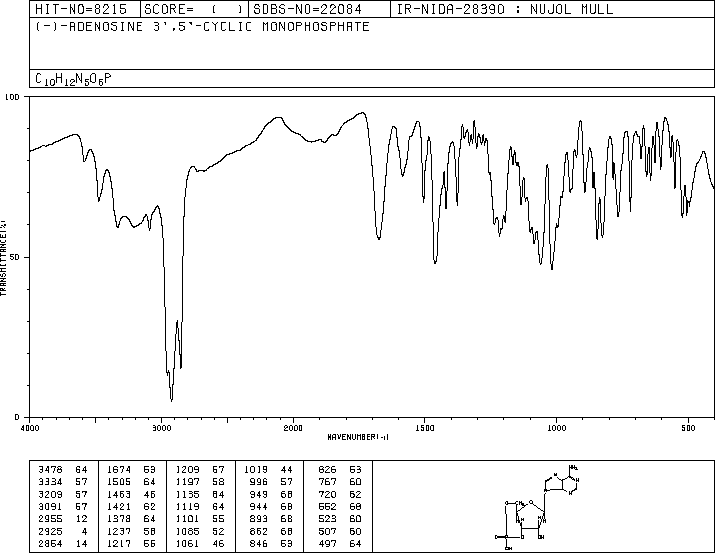 HIT-NO=8215 SCORE= ( ) SDBS-NO=22084 IR-NIDA-28390 : NUJOL MULL
(-)-ADENOSINE 3',5'-CYCLIC MONOPHOSPHATE
C10H12N5O6P
100
50
0
TRANSMITTANCE(%)
4000 3000 2000 1500 1000 500
WAVENUMBER(-1)
3478 64 1674 53 1209 57 1019 44 826 53
3334 57 1505 64 1197 58 996 57 767 60
3209 57 1463 46 1135 64 949 68 720 62
3091 57 1421 62 1119 64 944 68 662 68
2955 12 1378 64 1101 55 893 68 523 60
2925 4 1237 58 1085 52 862 68 507 60
2854 14 1217 55 1061 46 846 53 497 64